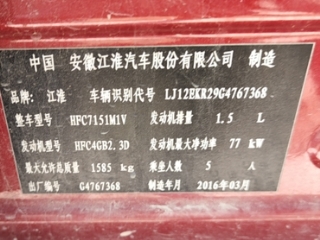 中国 安徽江淮汽车股份有限公司 制造
品牌: 江淮 车辆识别代号 LJ12EKR29G4767368
整车型号 HFC7151M1V 发动机排量 1.5 L
发动机型号 HFC4GB2.3D 发动机最大净功率 77 kW
最大允许总质量 1585 kg 乘坐人数 5 人
出厂编号 G4767368 制造年月 2016年03月